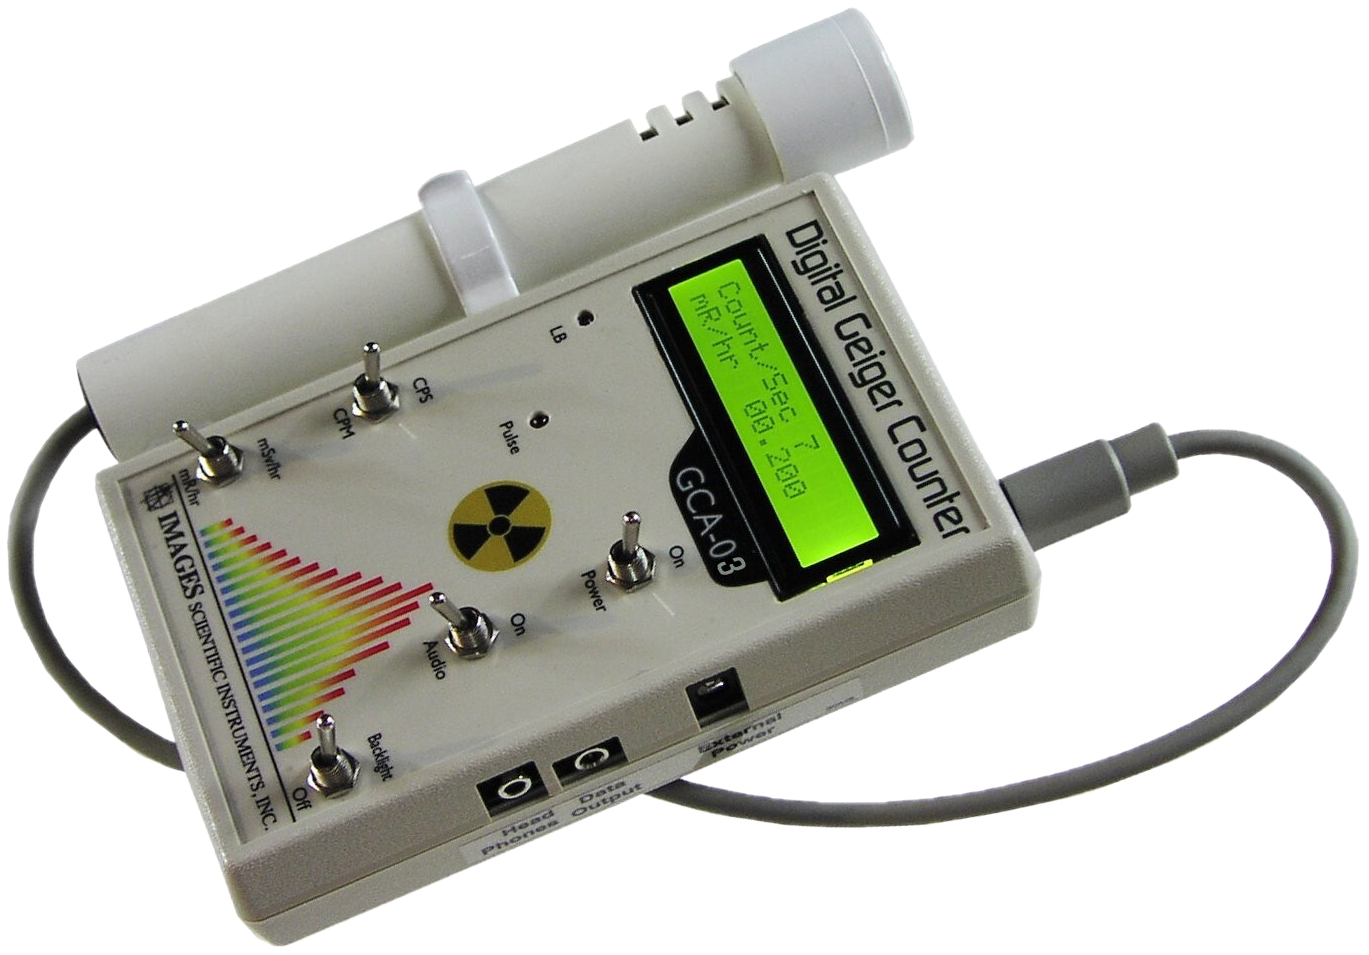 Digital Geiger Counter
Count/Sec 7
mR/hr 00.200
GCA-03
LB
Pulse
CPS
CPM
mSv/hr
mR/hr
On
Power
On
Audio
Backlight
Off
IMAGES SCIENTIFIC INSTRUMENTS, INC.
Head
Phones
Data
Output
External
Power